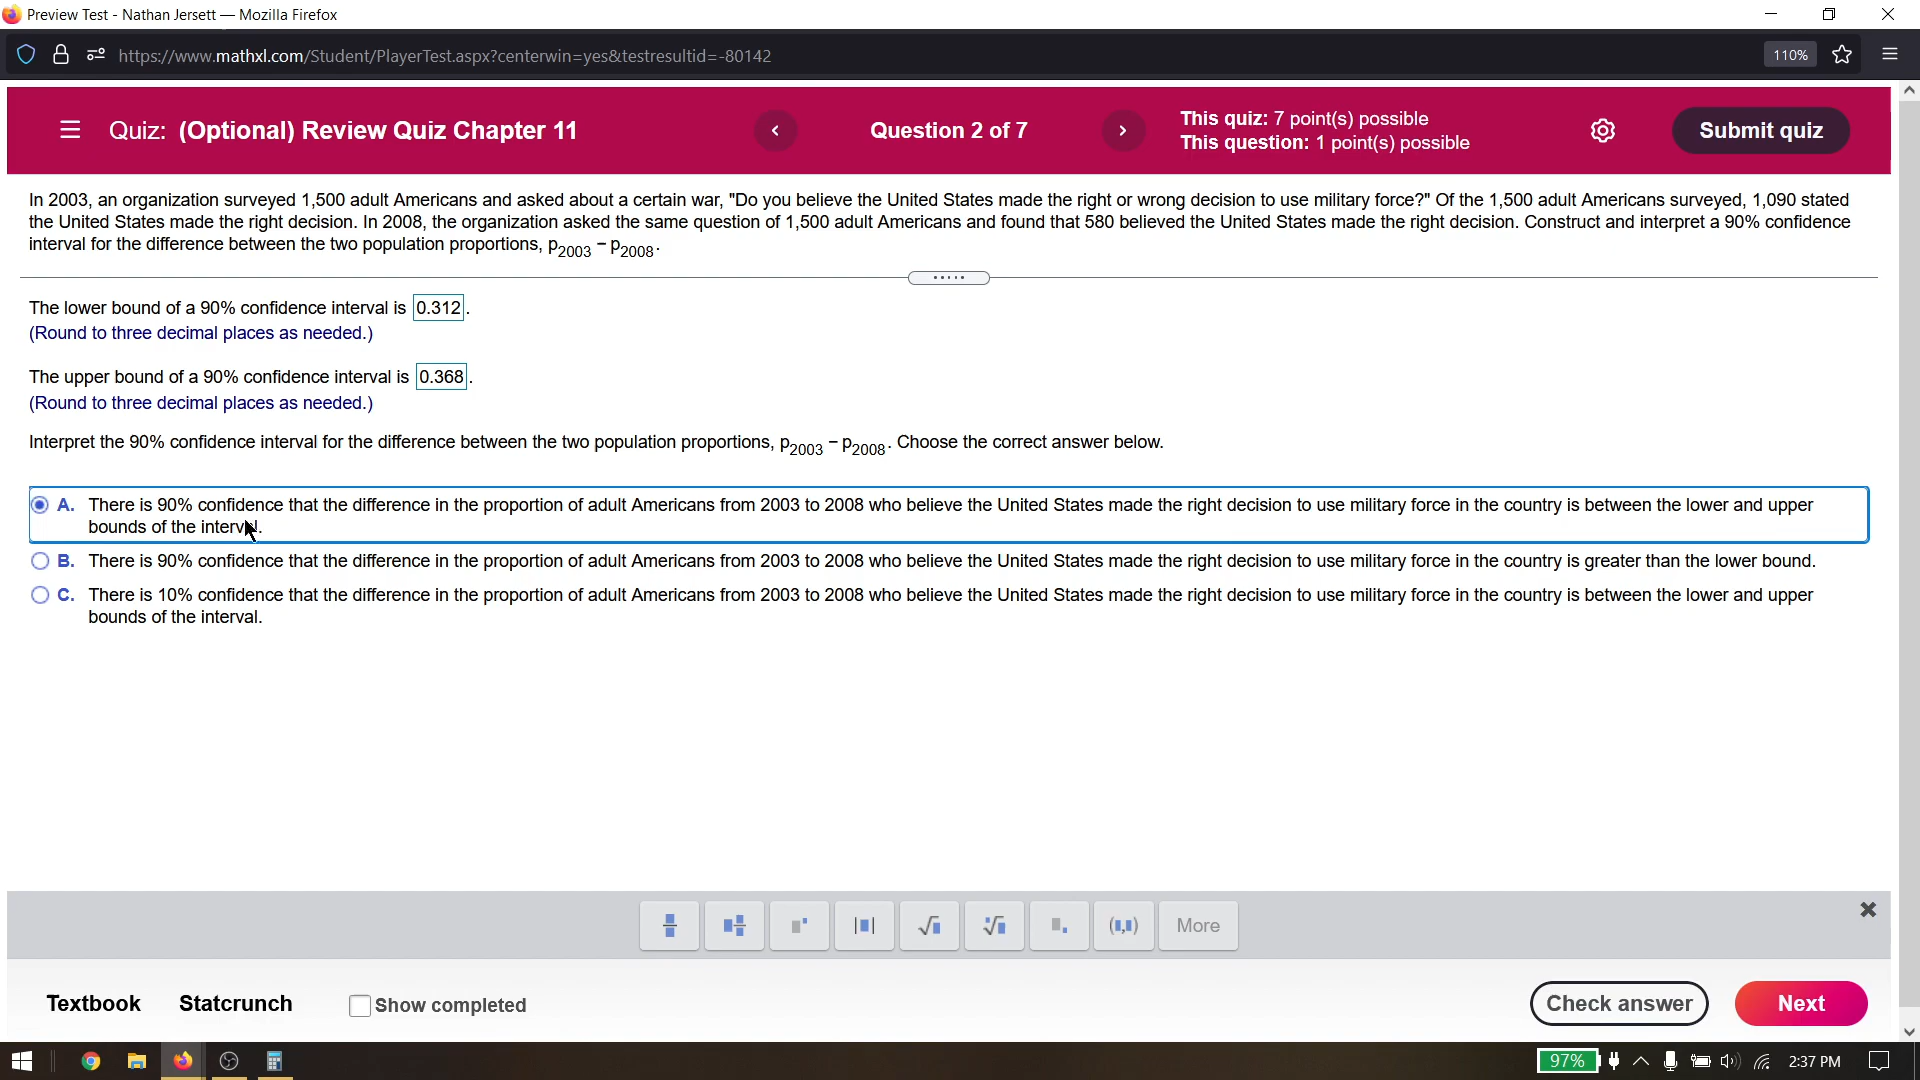 Preview Test - Nathan Jersett — Mozilla Firefox
https://www.mathxl.com/Student/PlayerTest.aspx?centerwin=yes&testresultid=-80142
110%
Quiz: (Optional) Review Quiz Chapter 11
Question 2 of 7
This quiz: 7 point(s) possible
This question: 1 point(s) possible
Submit quiz
In 2003, an organization surveyed 1,500 adult Americans and asked about a certain war, "Do you believe the United States made the right or wrong decision to use military force?" Of the 1,500 adult Americans surveyed, 1,090 stated
the United States made the right decision. In 2008, the organization asked the same question of 1,500 adult Americans and found that 580 believed the United States made the right decision. Construct and interpret a 90% confidence
interval for the difference between the two population proportions, p2003 − p2008.
The lower bound of a 90% confidence interval is 0.312.
(Round to three decimal places as needed.)
The upper bound of a 90% confidence interval is 0.368.
(Round to three decimal places as needed.)
Interpret the 90% confidence interval for the difference between the two population proportions, p2003 − p2008. Choose the correct answer below.
A. There is 90% confidence that the difference in the proportion of adult Americans from 2003 to 2008 who believe the United States made the right decision to use military force in the country is between the lower and upper
bounds of the interval.
B. There is 90% confidence that the difference in the proportion of adult Americans from 2003 to 2008 who believe the United States made the right decision to use military force in the country is greater than the lower bound.
C. There is 10% confidence that the difference in the proportion of adult Americans from 2003 to 2008 who believe the United States made the right decision to use military force in the country is between the lower and upper
bounds of the interval.
More
Textbook
Statcrunch
Show completed
Check answer
Next
97%
2:37 PM